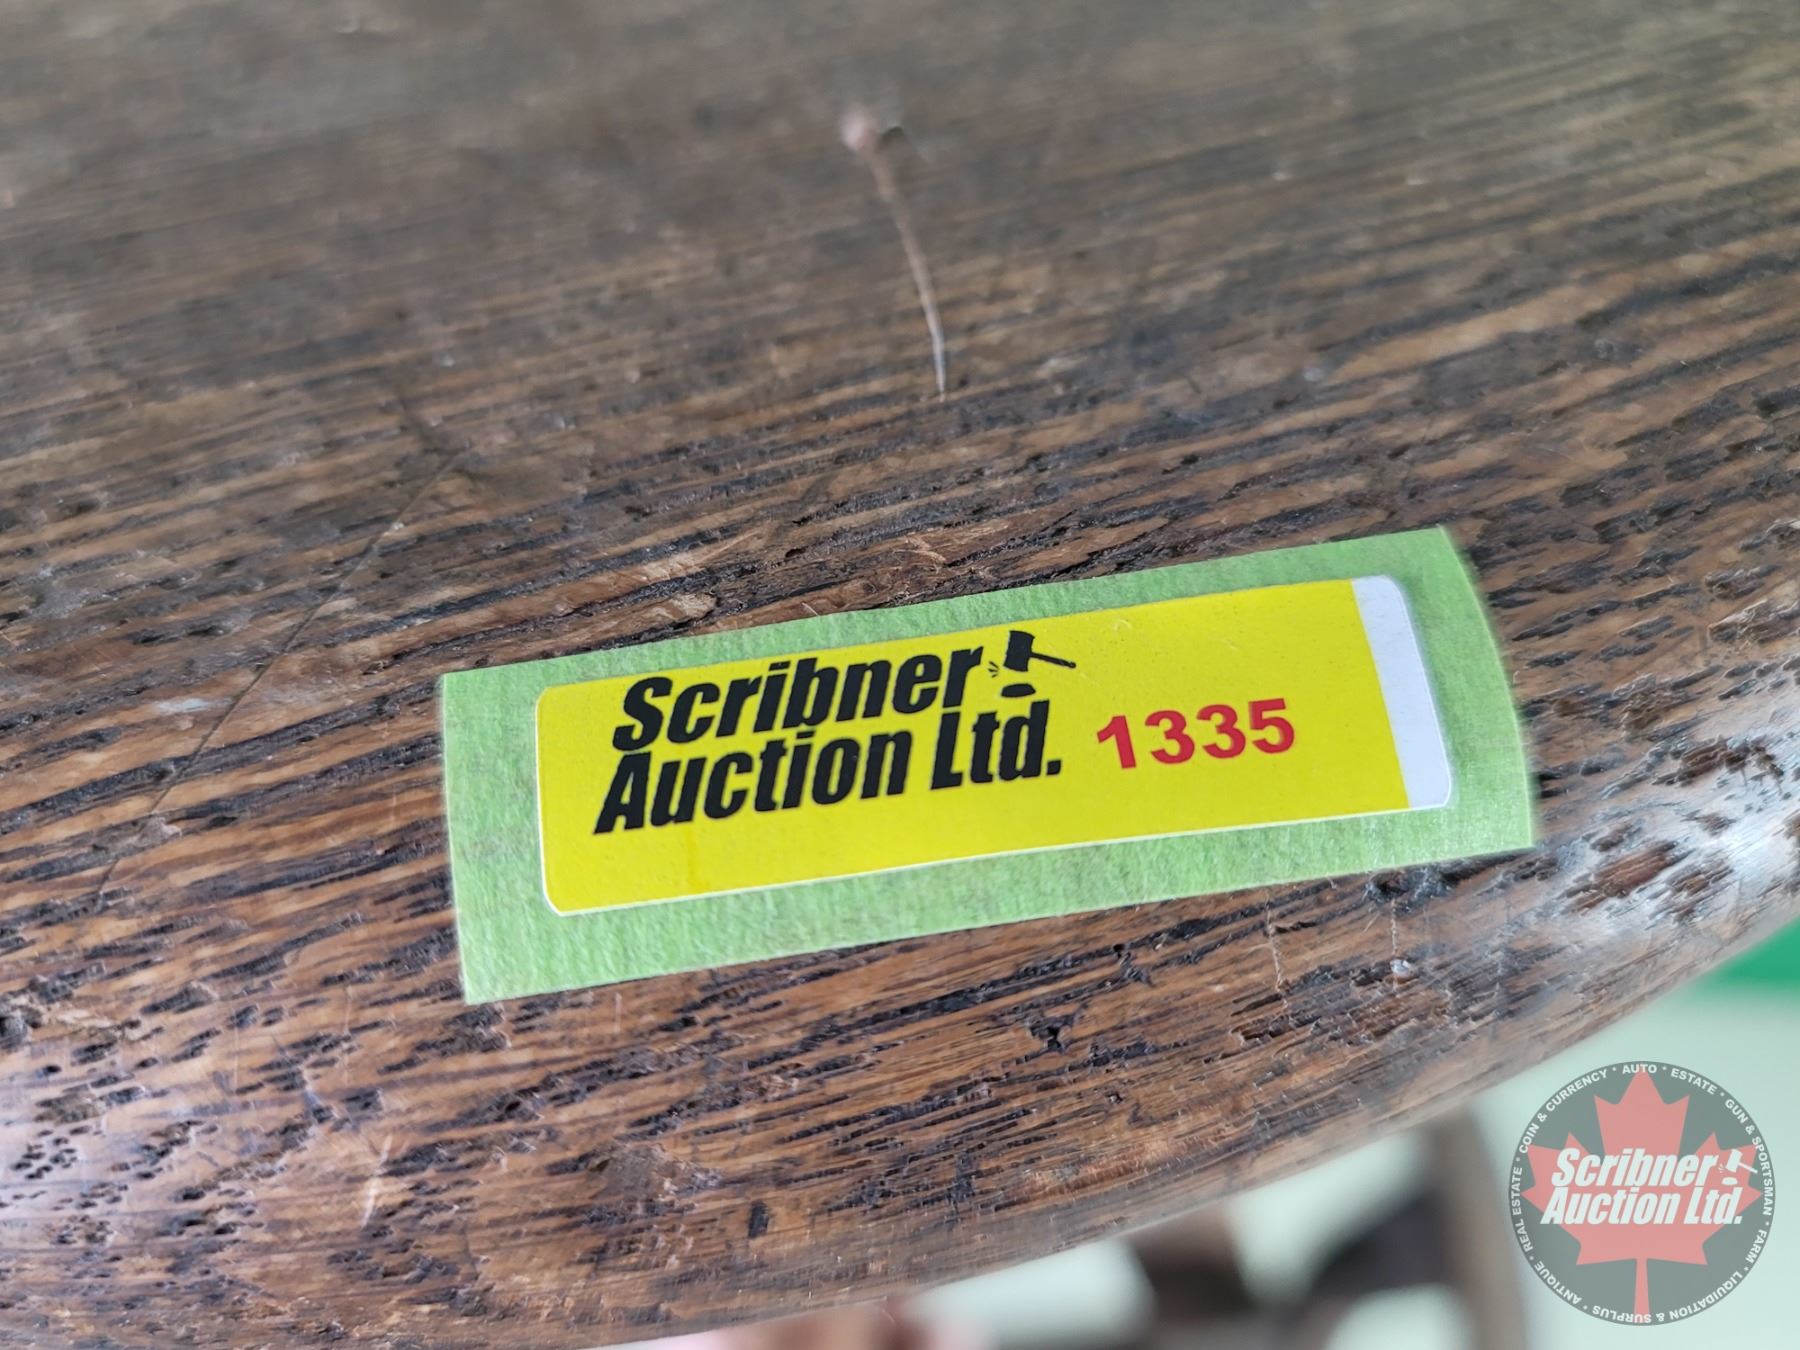 Scribner
Auction Ltd. 1335
COIN & CURRENCY * AUTO * ESTATE * GUN & SPORTSMAN * FARM * LIQUIDATION & SURPLUS * ANTIQUE * REAL ESTATE *
Scribner
Auction Ltd.